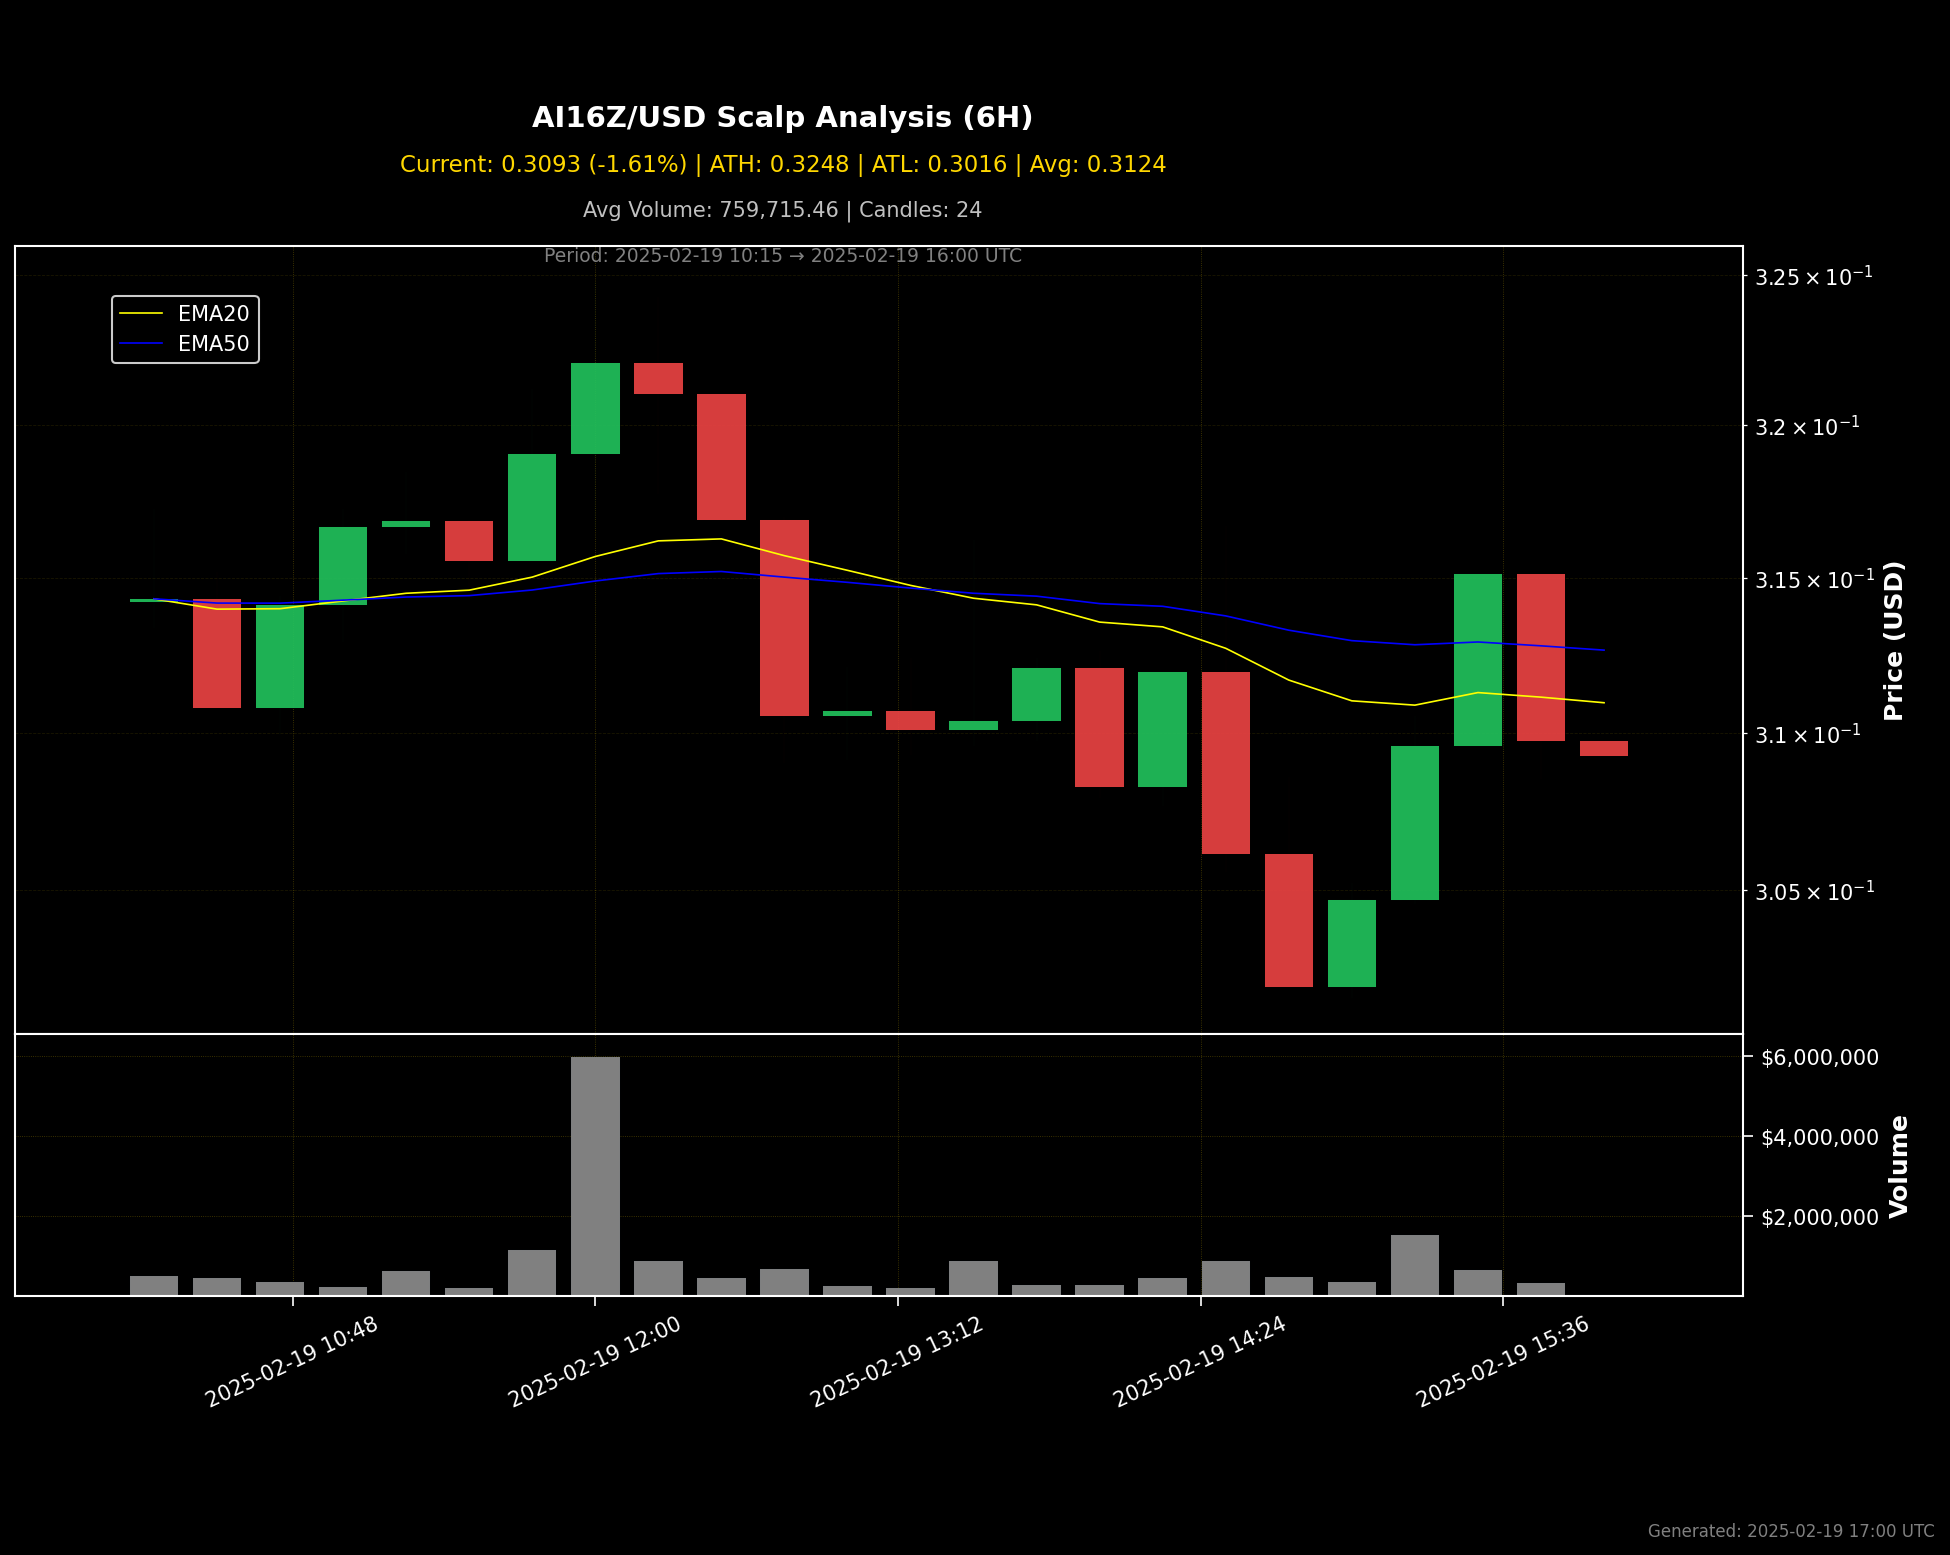 AI16Z/USD Scalp Analysis (6H)
Current: 0.3093 (-1.61%) | ATH: 0.3248 | ATL: 0.3016 | Avg: 0.3124
Avg Volume: 759,715.46 | Candles: 24
Period: 2025-02-19 10:15 → 2025-02-19 16:00 UTC
EMA20
EMA50
3.25 × 10⁻¹
3.2 × 10⁻¹
3.15 × 10⁻¹
3.1 × 10⁻¹
3.05 × 10⁻¹
Price (USD)
$6,000,000
$4,000,000
$2,000,000
Volume
2025-02-19 10:48
2025-02-19 12:00
2025-02-19 13:12
2025-02-19 14:24
2025-02-19 15:36
Generated: 2025-02-19 17:00 UTC